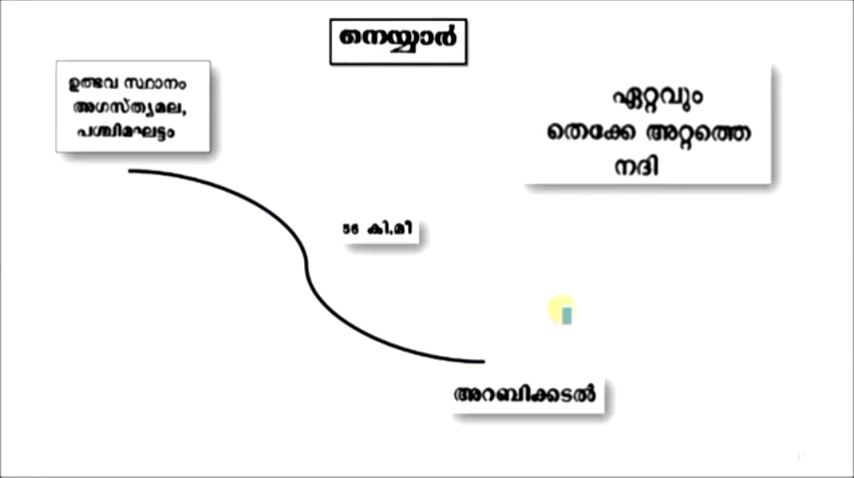 നെയ്യാർ
ഉത്ഭവ സ്ഥാനം
അഗസ്ത്യമല,
പശ്ചിമഘട്ടം
ഏറ്റവും
തെക്കേ അറ്റത്തെ
നദി
56 കി.മീ
അറബിക്കടൽ